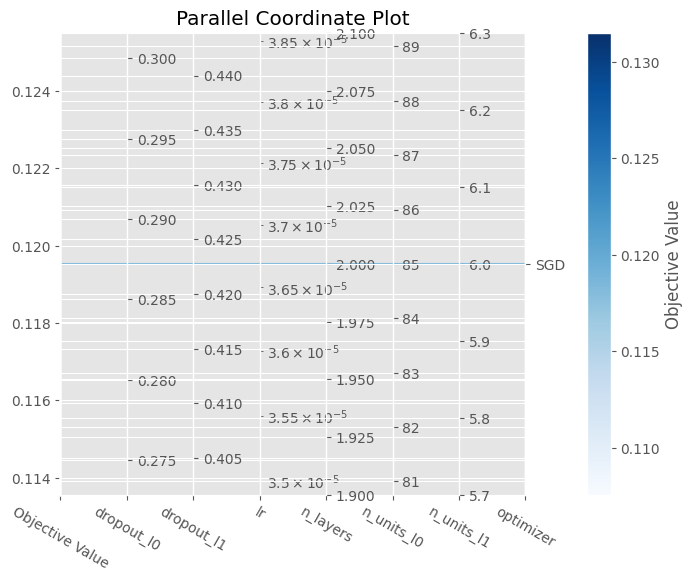 Parallel Coordinate Plot
0.124
0.122
0.120
0.118
0.116
0.114
0.300
0.295
0.290
0.285
0.280
0.275
0.440
0.435
0.430
0.425
0.420
0.415
0.410
0.405
3.85 × 10⁻⁵
3.8 × 10⁻⁵
3.75 × 10⁻⁵
3.7 × 10⁻⁵
3.65 × 10⁻⁵
3.6 × 10⁻⁵
3.55 × 10⁻⁵
3.5 × 10⁻⁵
2.100
2.075
2.050
2.025
2.000
1.975
1.950
1.925
1.900
89
88
87
86
85
84
83
82
81
6.3
6.2
6.1
6.0
5.9
5.8
5.7
SGD
Objective Value
dropout_l0
dropout_l1
lr
n_layers
n_units_l0
n_units_l1
optimizer
0.130
0.125
0.120
0.115
0.110
Objective Value